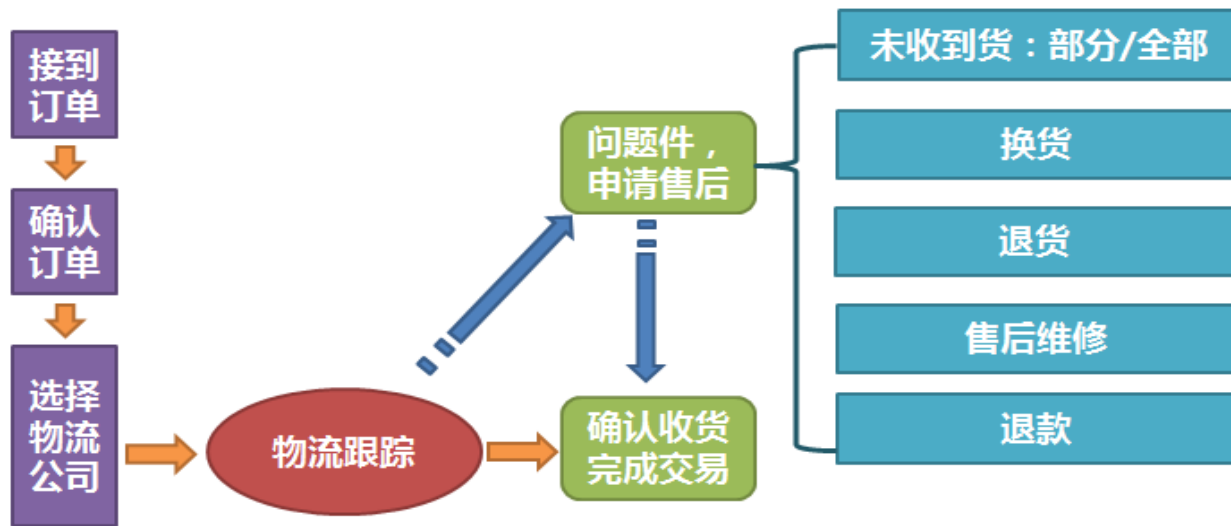 接到
订单
确认
订单
选择
物流
公司
物流跟踪
问题件，
申请售后
确认收货
完成交易
未收到货：部分/全部
换货
退货
售后维修
退款